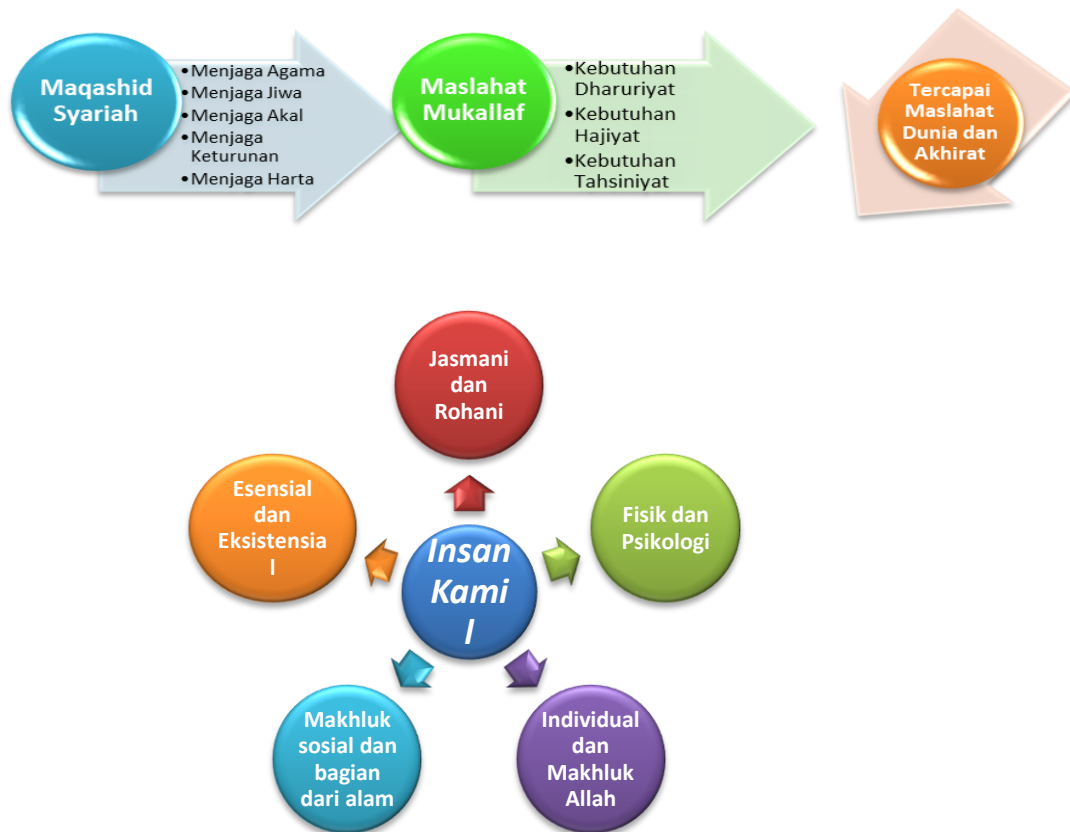 Maqashid
Syariah
•Menjaga Agama
•Menjaga Jiwa
•Menjaga Akal
•Menjaga
Keturunan
•Menjaga Harta
Maslahat
Mukallaf
•Kebutuhan
Dharuriyat
•Kebutuhan
Hajiyat
•Kebutuhan
Tahsiniyat
Tercapai
Maslahat
Dunia dan
Akhirat
Jasmani
dan
Rohani
Esensial
dan
Eksistensia
l
Insan
Kami
l
Fisik dan
Psikologi
Makhluk
sosial dan
bagian
dari alam
Individual
dan
Makhluk
Allah